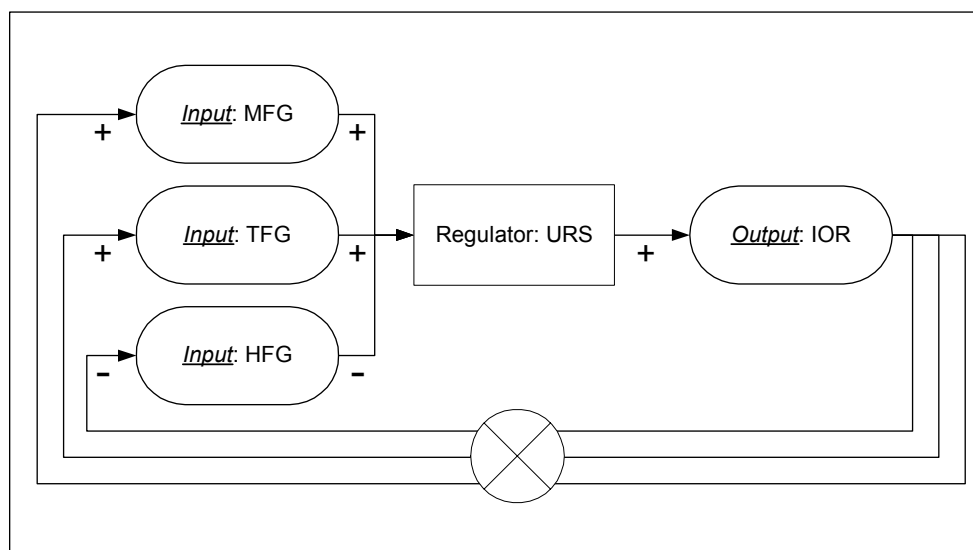 Input: MFG
+
+
Input: TFG
+
+
Regulator: URS
+
Output: IOR
Input: HFG
-
-